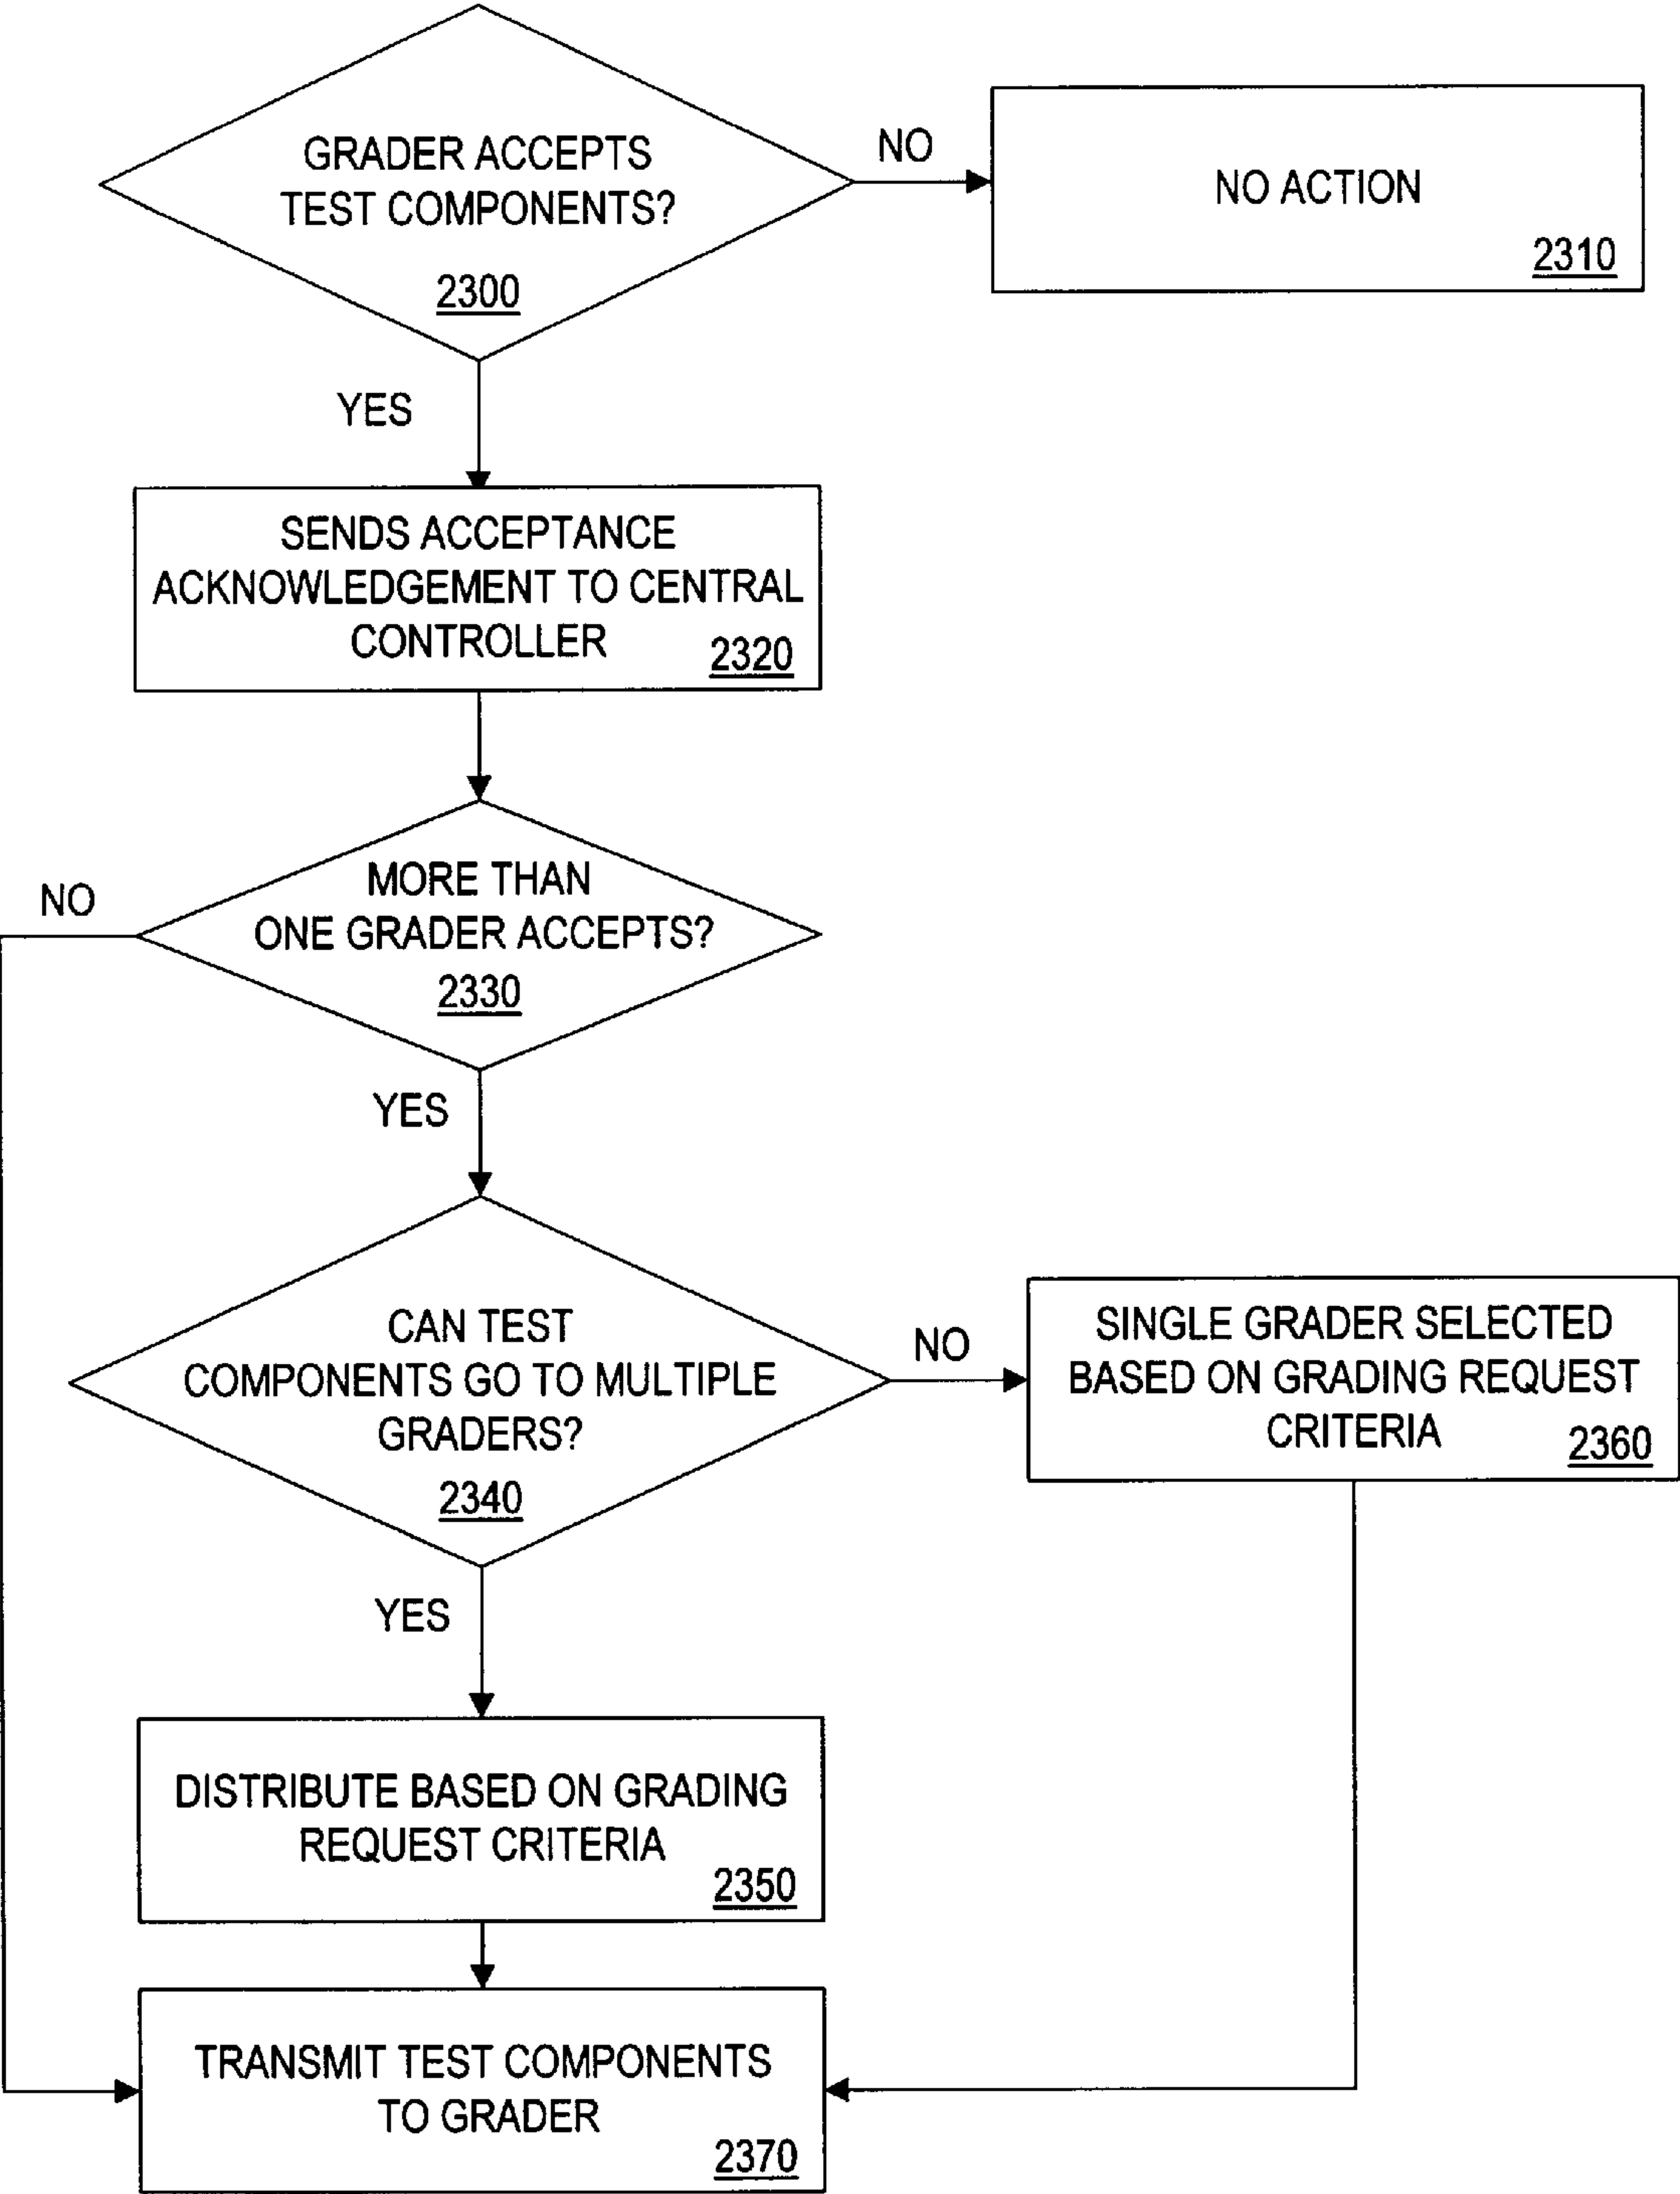 GRADER ACCEPTS
TEST COMPONENTS?
2300
NO
NO ACTION
2310
YES
SENDS ACCEPTANCE
ACKNOWLEDGEMENT TO CENTRAL
CONTROLLER
2320
MORE THAN
ONE GRADER ACCEPTS?
2330
NO
YES
CAN TEST
COMPONENTS GO TO MULTIPLE
GRADERS?
2340
NO
SINGLE GRADER SELECTED
BASED ON GRADING REQUEST
CRITERIA
2360
YES
DISTRIBUTE BASED ON GRADING
REQUEST CRITERIA
2350
TRANSMIT TEST COMPONENTS
TO GRADER
2370